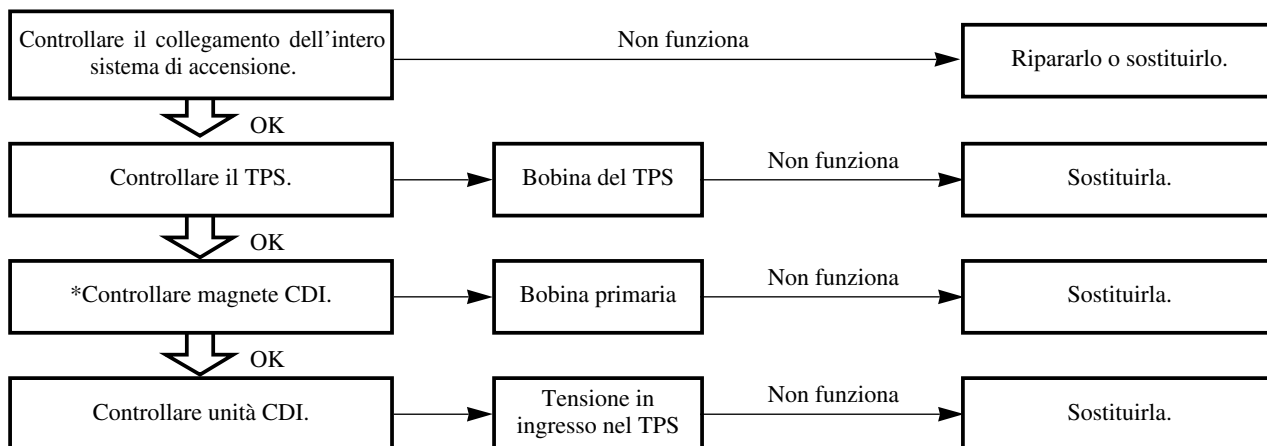 Controllare il collegamento dell'intero
sistema di accensione.
Non funziona
Ripararlo o sostituirlo.
OK
Controllare il TPS.
Bobina del TPS
Non funziona
Sostituirla.
OK
*Controllare magnete CDI.
Bobina primaria
Non funziona
Sostituirla.
OK
Controllare unità CDI.
Tensione in
ingresso nel TPS
Non funziona
Sostituirla.